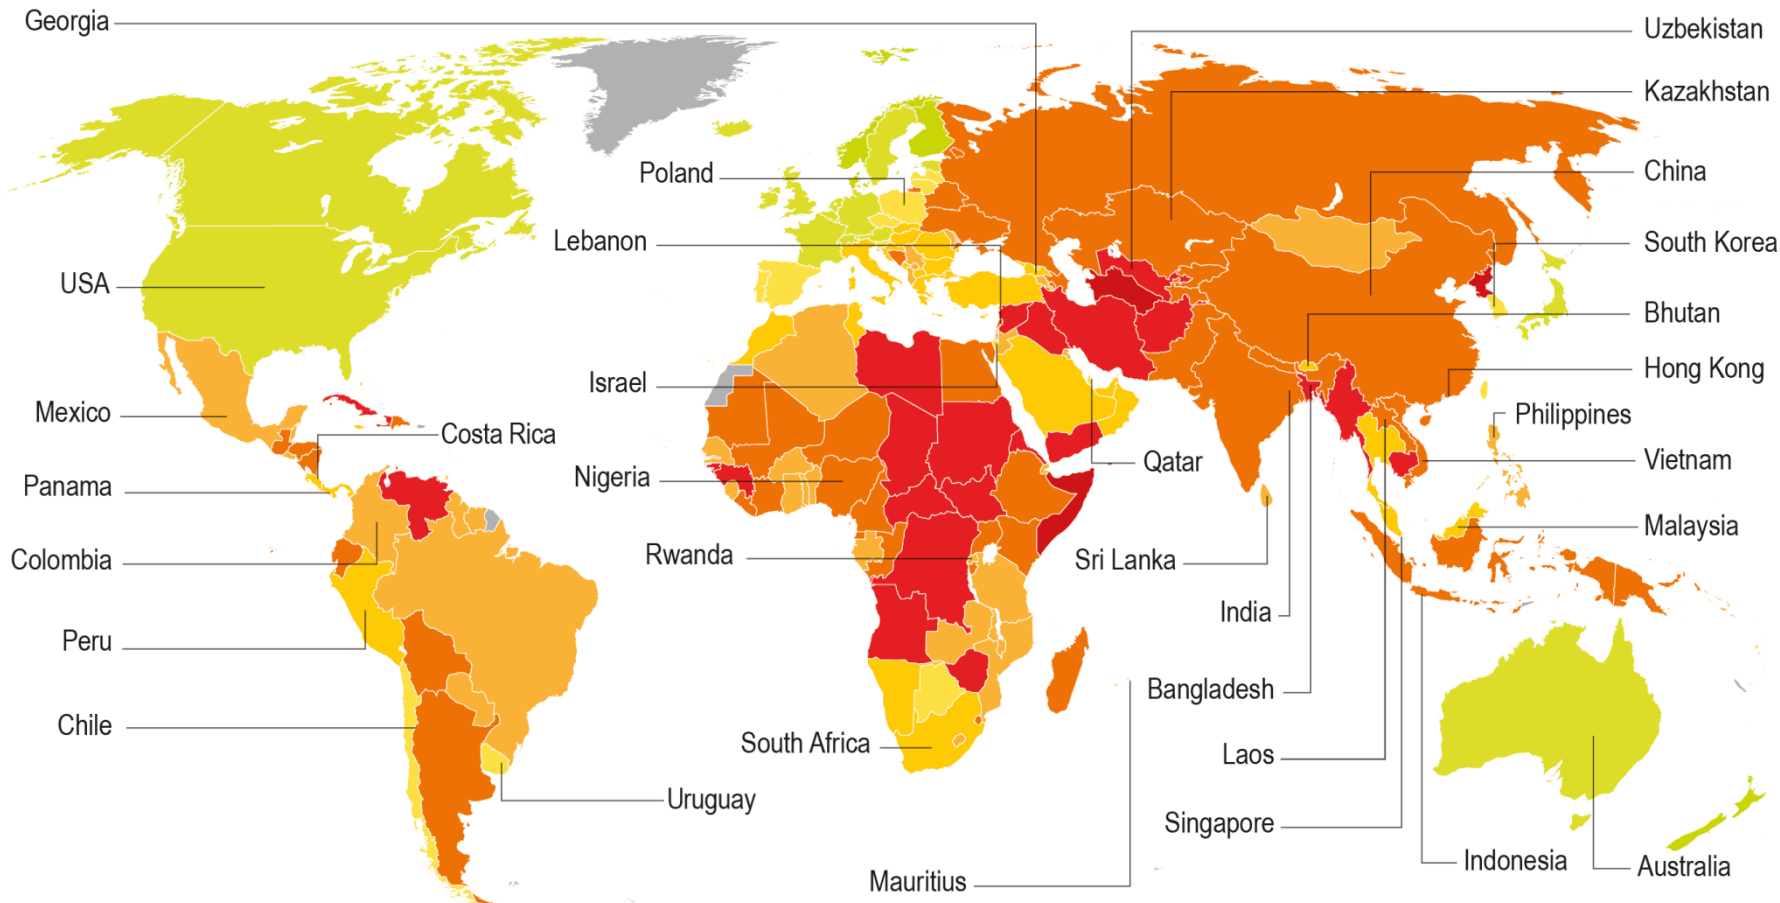 Georgia
Uzbekistan
Kazakhstan
Poland
China
Lebanon
South Korea
USA
Bhutan
Israel
Hong Kong
Mexico
Philippines
Costa Rica
Qatar
Vietnam
Nigeria
Panama
Malaysia
Colombia
Rwanda
Sri Lanka
India
Peru
Bangladesh
Chile
South Africa
Laos
Uruguay
Singapore
Indonesia
Australia
Mauritius